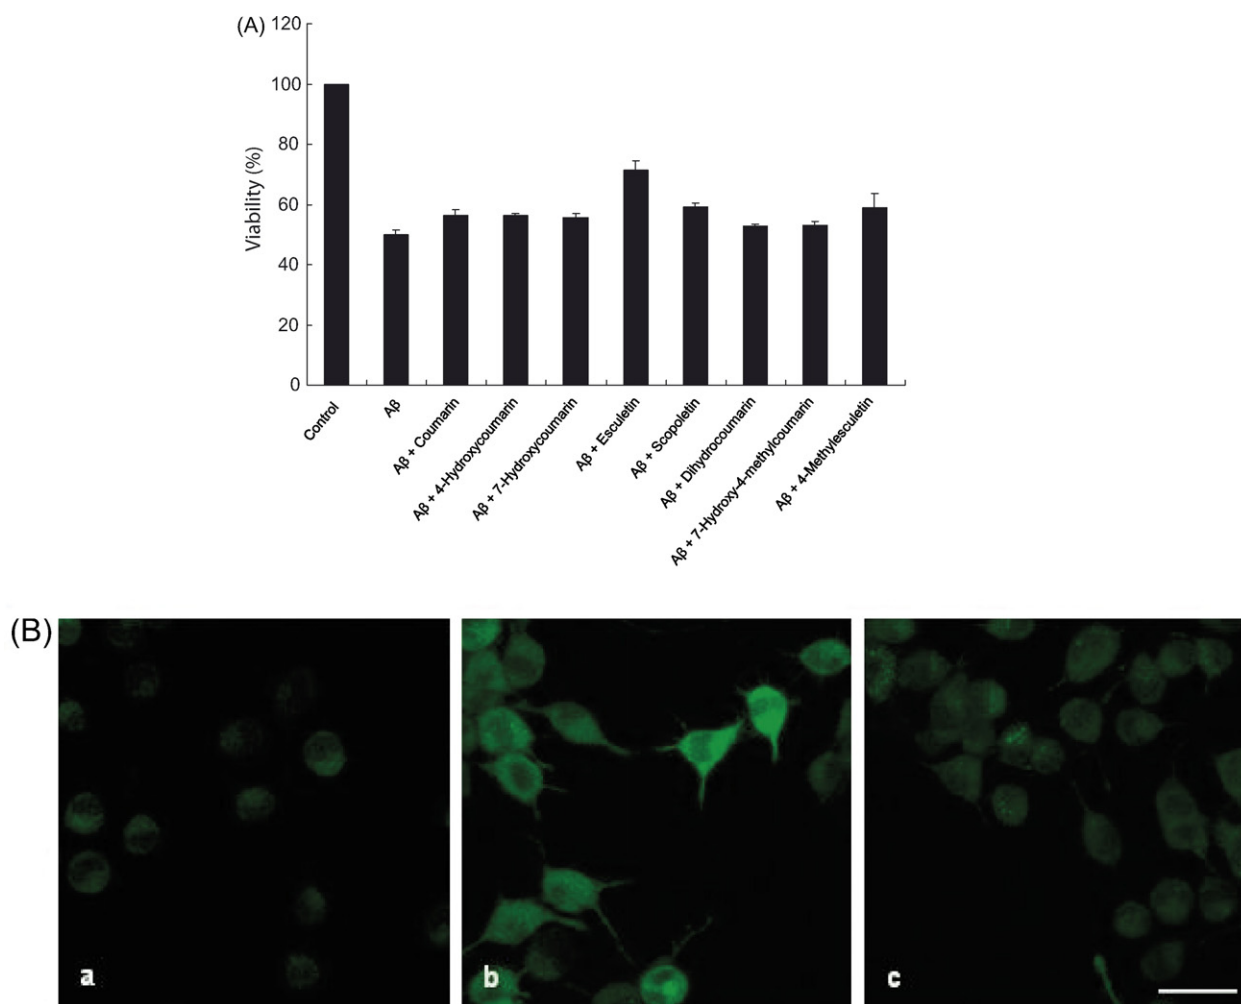 (A)
120
100
80
60
40
20
0
Viability (%)
Control
Aβ
Aβ + Coumarin
Aβ + 4-Hydroxycoumarin
Aβ + 7-Hydroxycoumarin
Aβ + Esculetin
Aβ + Scopoletin
Aβ + Dihydrocoumarin
Aβ + 7-Hydroxy-4-methylcoumarin
Aβ + 4-Methylesculetin
(B)
a
b
c